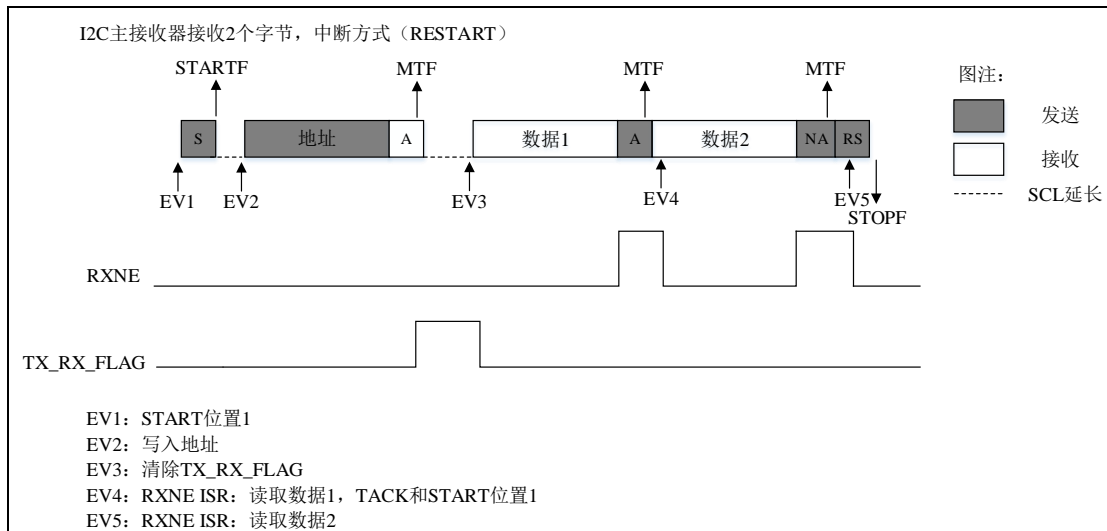 I2C主接收器接收2个字节，中断方式（RESTART）
STARTF MTF MTF MTF 图注：
S 地址 A 数据1 A 数据2 NA RS 发送
接收
EV1 EV2 EV3 EV4 EV5 SCL延长
STOPF
RXNE
TX_RX_FLAG
EV1：START位置1
EV2：写入地址
EV3：清除TX_RX_FLAG
EV4：RXNE ISR：读取数据1，TACK和START位置1
EV5：RXNE ISR：读取数据2